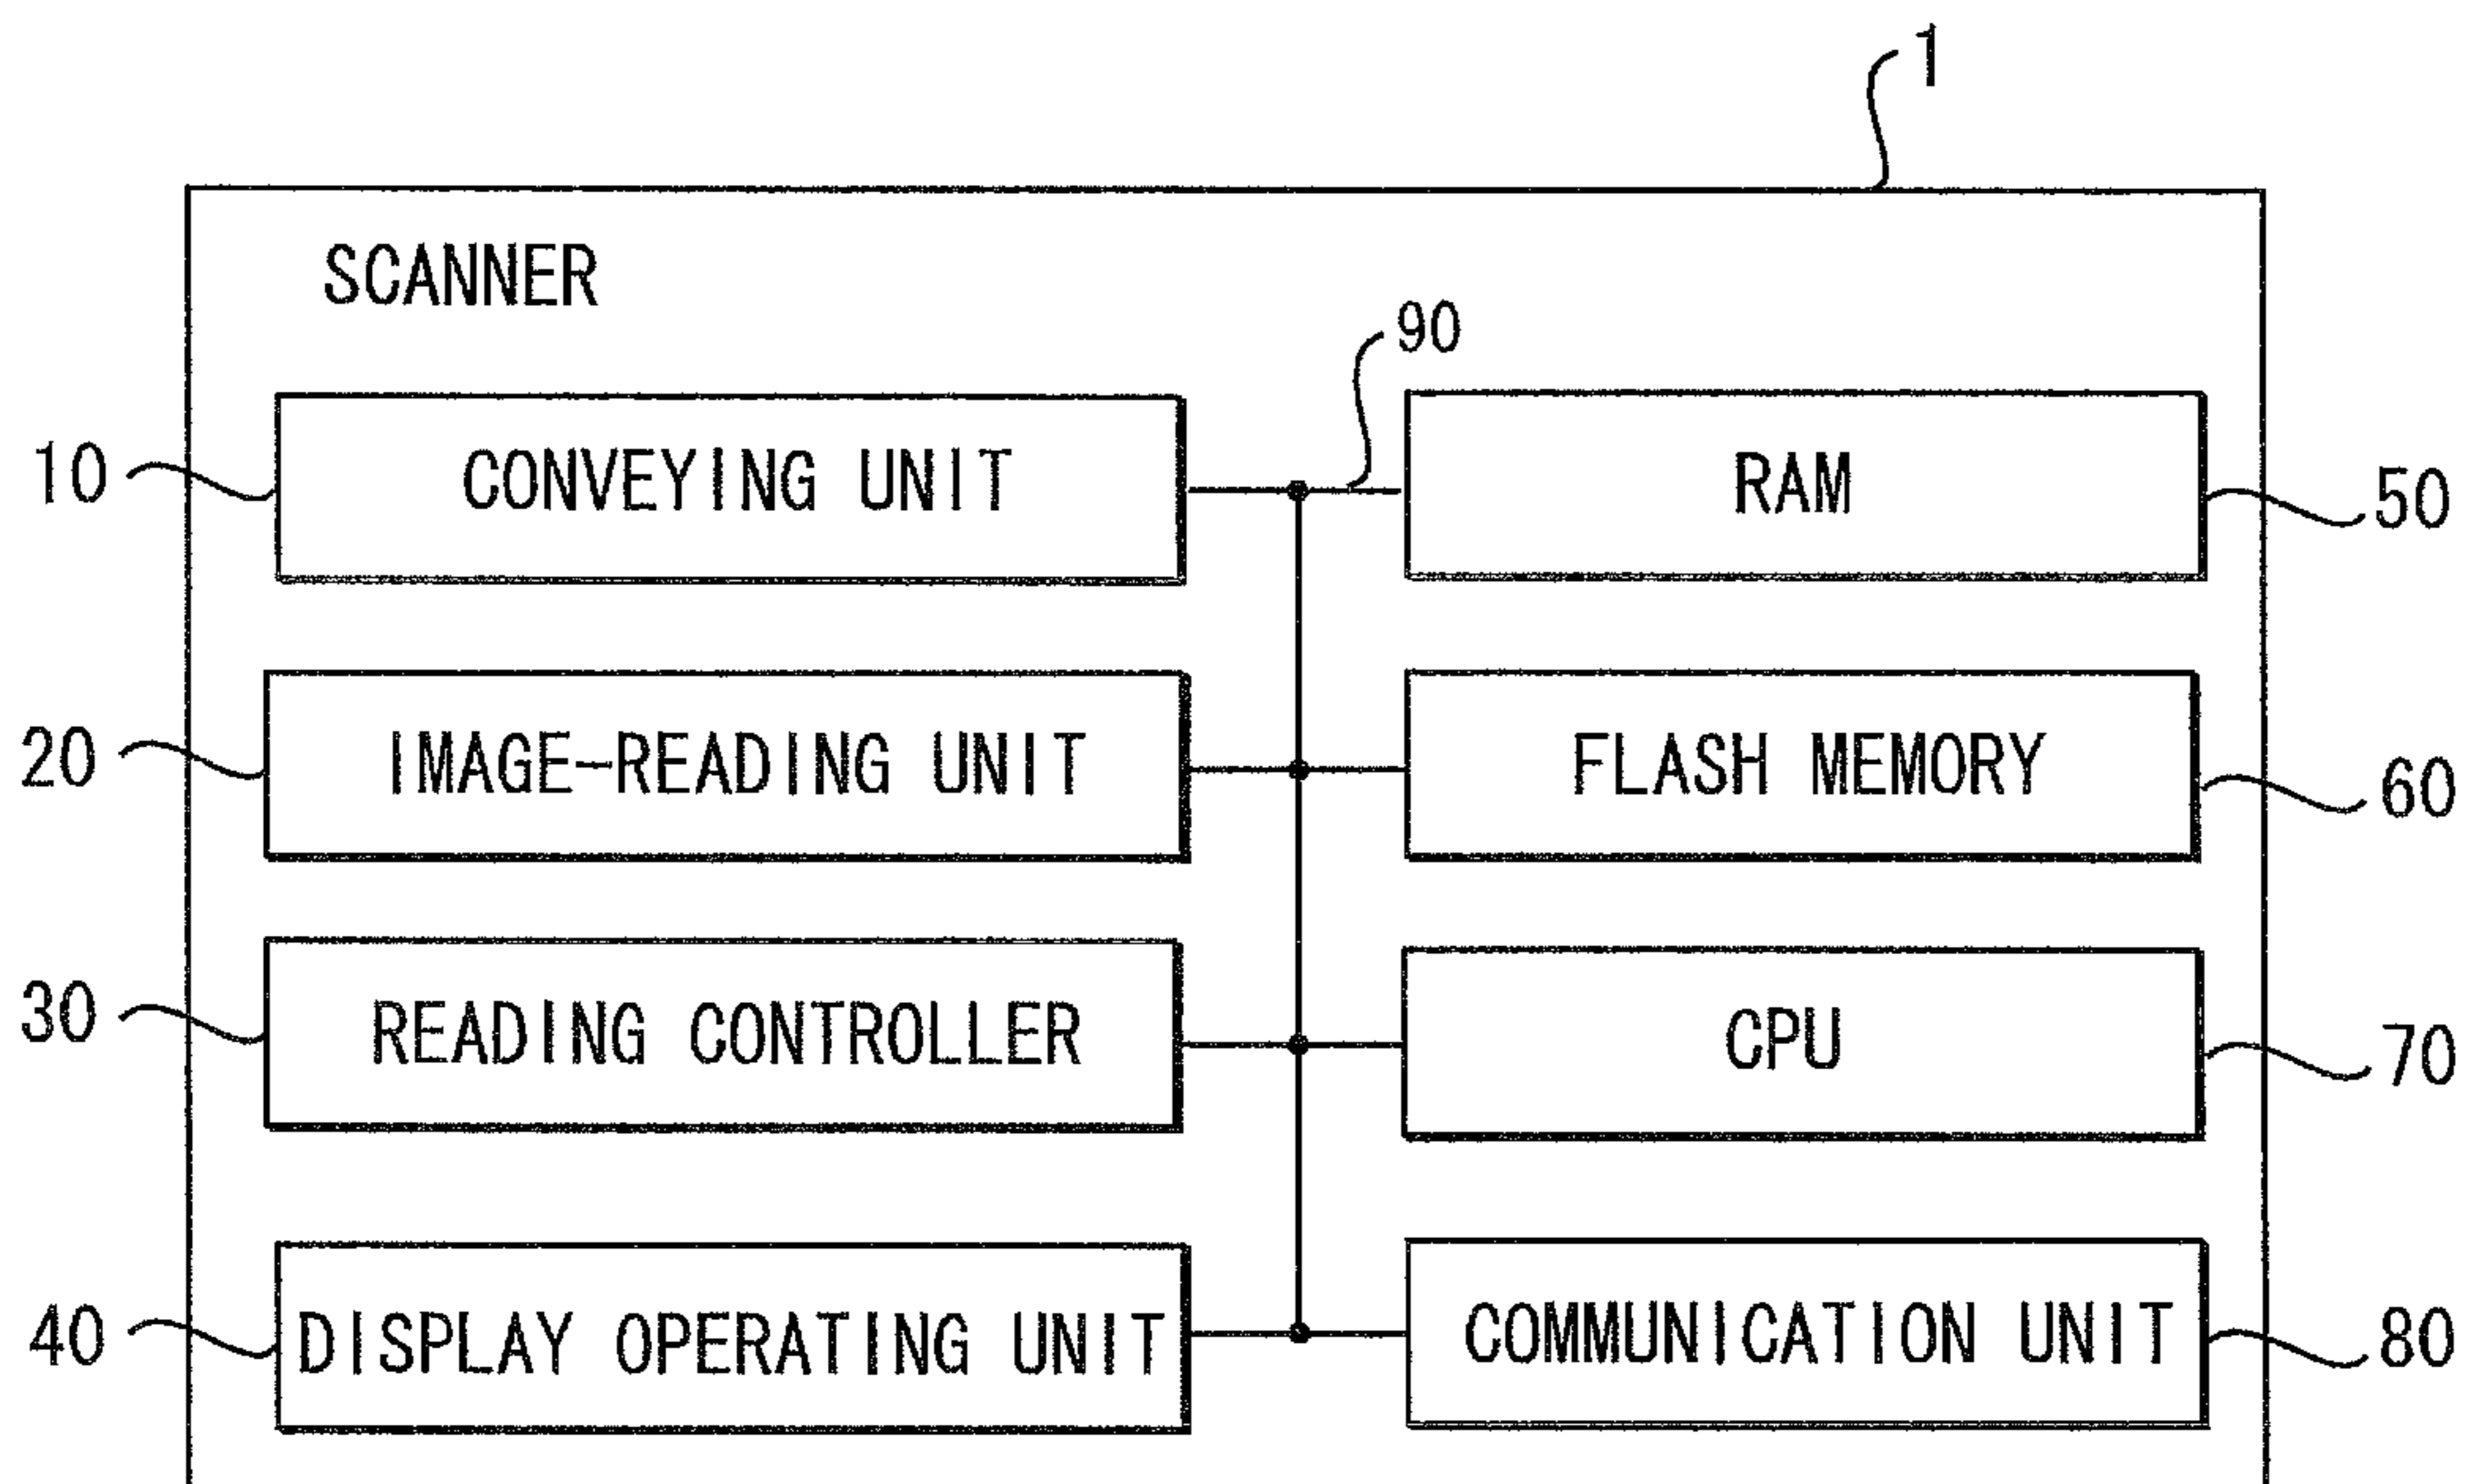 1
SCANNER
90
10 CONVEYING UNIT RAM 50
20 IMAGE-READING UNIT FLASH MEMORY 60
30 READING CONTROLLER CPU 70
40 DISPLAY OPERATING UNIT COMMUNICATION UNIT 80